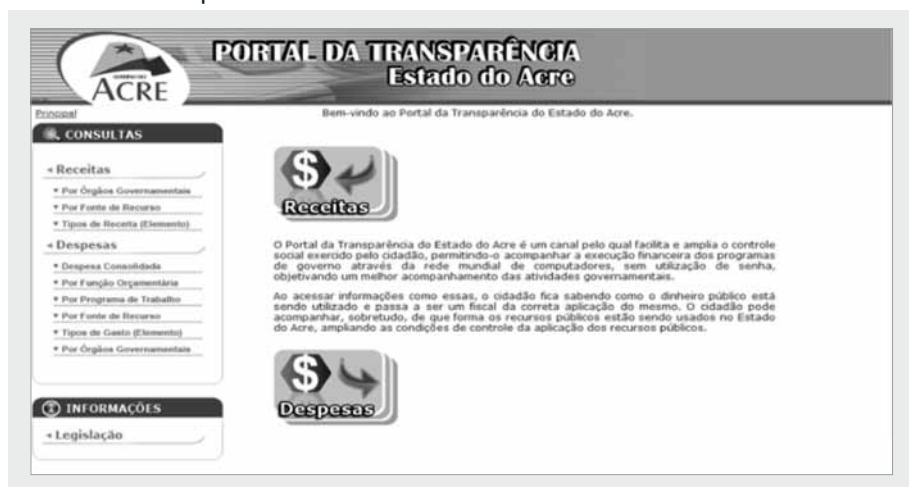 ACRE
PORTAL DA TRANSPARÊNCIA
Estado do Acre
Principal
Bem-vindo ao Portal da Transparência do Estado do Acre.
CONSULTAS
Receitas
Por Órgãos Governamentais
Por Fonte de Recurso
Tipos de Receita (Elemento)
Despesas
Despesa Consolidada
Por Função Orçamentária
Por Programa de Trabalho
Por Fonte de Recurso
Tipos de Gasto (Elemento)
Por Órgãos Governamentais
INFORMAÇÕES
Legislação
$
Receitas
O Portal da Transparência do Estado do Acre é um canal pelo qual facilita e amplia o controle
social exercido pelo cidadão, permitindo-o acompanhar a execução financeira dos programas
de governo através da rede mundial de computadores, sem utilização de senha,
objetivando um melhor acompanhamento das atividades governamentais.
Ao acessar informações como essas, o cidadão fica sabendo como o dinheiro público está
sendo utilizado e passa a ser um fiscal da correta aplicação do mesmo. O cidadão pode
acompanhar, sobretudo, de que forma os recursos públicos estão sendo usados no Estado
do Acre, ampliando as condições de controle da aplicação dos recursos públicos.
$
Despesas